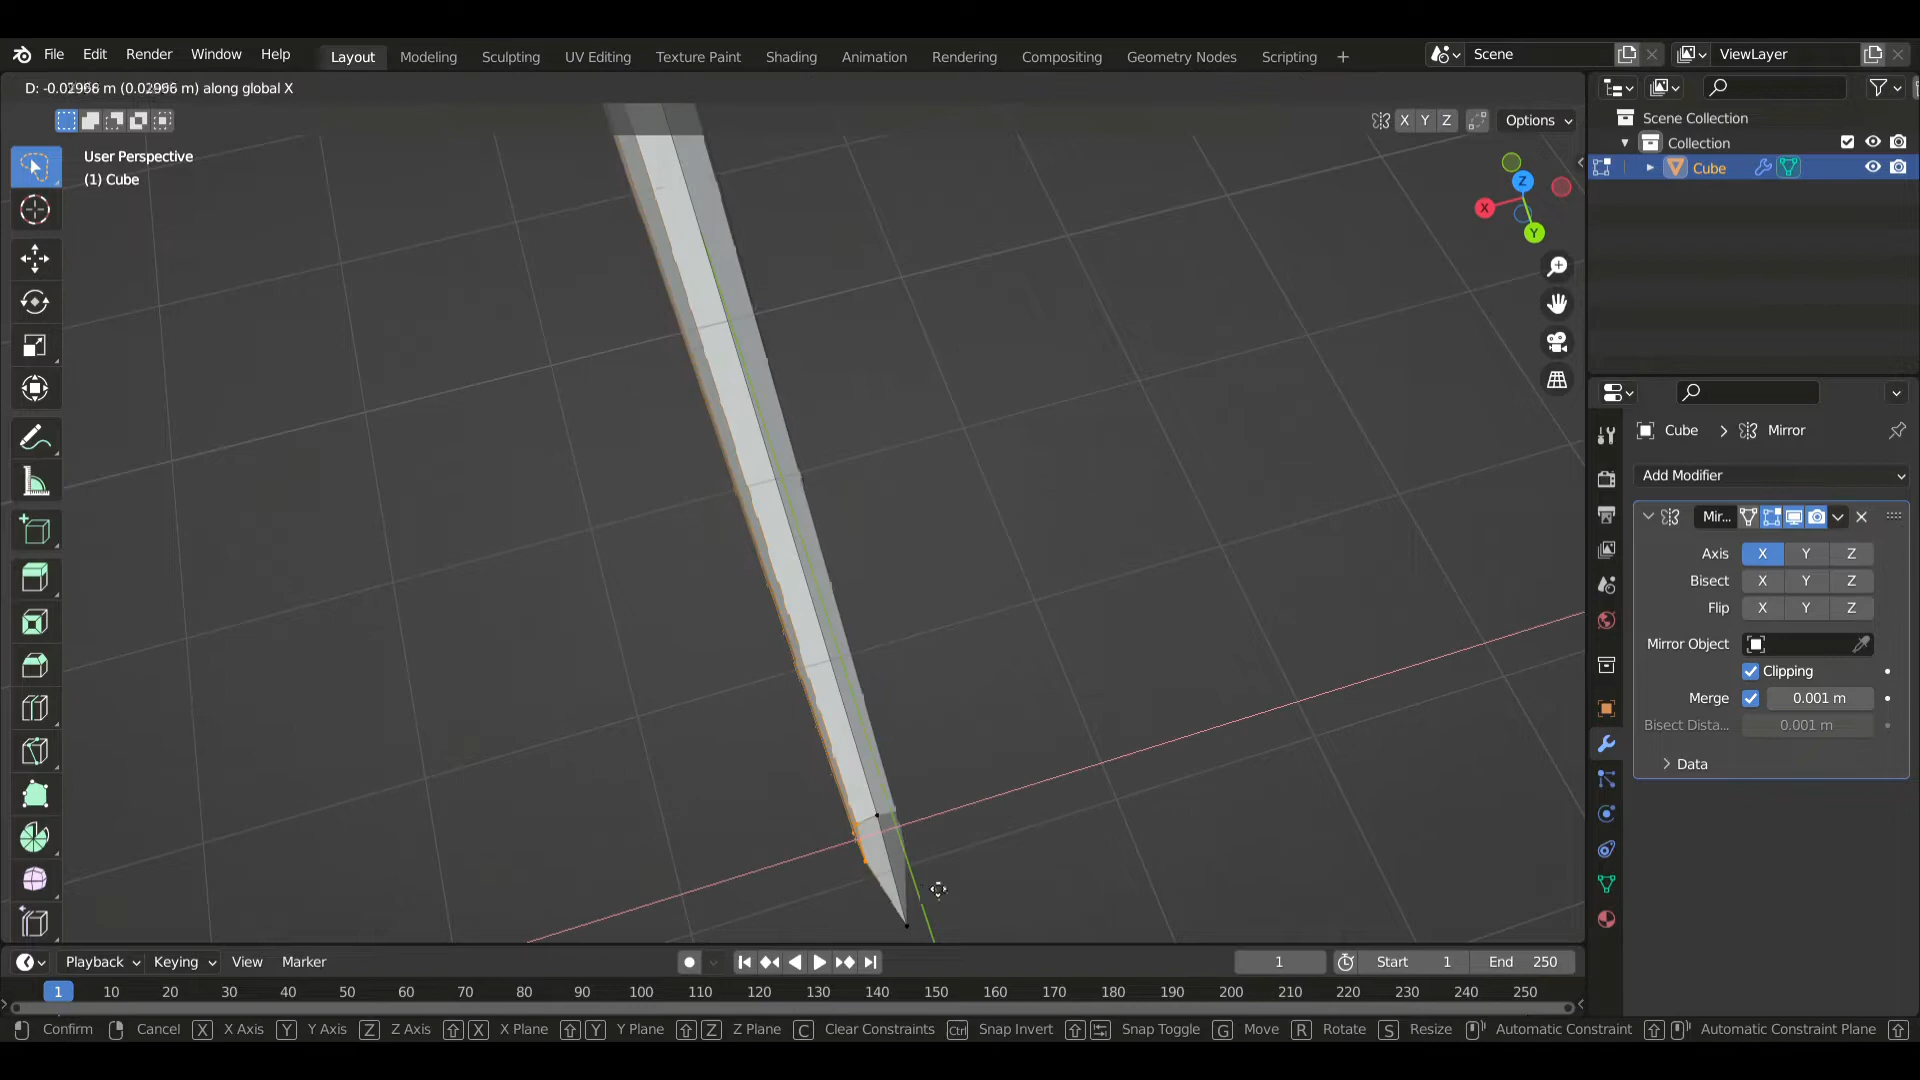 File Edit Render Window Help Layout Modeling Sculpting UV Editing Texture Paint Shading Animation Rendering Compositing Geometry Nodes Scripting + Scene ViewLayer
D: -0.02966 m (0.02966 m) along global X
X Y Z Options
User Perspective
(1) Cube
Z
X
Y
Scene Collection
Collection
Cube
Cube > Mirror
Add Modifier
Mir...
Axis X Y Z
Bisect X Y Z
Flip X Y Z
Mirror Object
Clipping
Merge 0.001 m
Bisect Dista... 0.001 m
Data
Playback Keying View Marker 1 Start 1 End 250
1 10 20 30 40 50 60 70 80 90 100 110 120 130 140 150 160 170 180 190 200 210 220 230 240 250
Confirm Cancel X X Axis Y Y Axis Z Z Axis X X Plane Y Y Plane Z Z Plane C Clear Constraints Ctrl Snap Invert Snap Toggle G Move R Rotate S Resize Automatic Constraint Automatic Constraint Plane